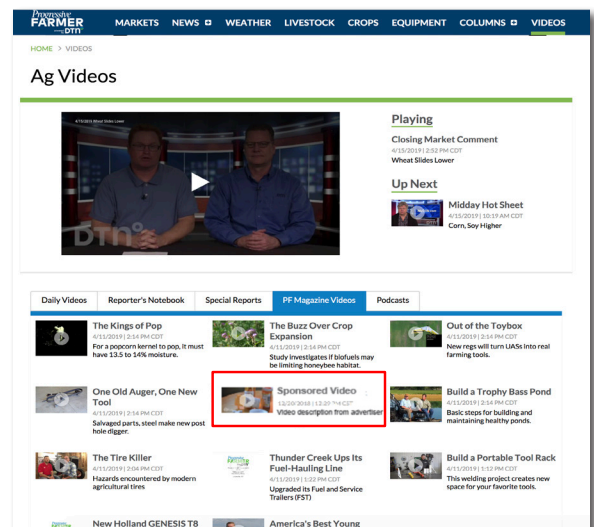 Progressive
FARMER
DTN
MARKETS NEWS WEATHER LIVESTOCK CROPS EQUIPMENT COLUMNS VIDEOS
HOME > VIDEOS
Ag Videos
4/15/2019 Wheat Slides Lower
DTN
Playing
Closing Market Comment
4/15/2019 | 2:52 PM CDT
Wheat Slides Lower
Up Next
Midday Hot Sheet
4/15/2019 | 10:19 AM CDT
Corn, Soy Higher
Daily Videos Reporter's Notebook Special Reports PF Magazine Videos Podcasts
The Kings of Pop
4/11/2019 | 2:14 PM CDT
For a popcorn kernel to pop, it must
have 13.5 to 14% moisture.
The Buzz Over Crop
Expansion
4/11/2019 | 2:14 PM CDT
Study investigates if biofuels may
be limiting honeybee habitat.
Out of the Toybox
4/11/2019 | 2:14 PM CDT
New regs will turn UASs into real
farming tools.
One Old Auger, One New
Tool
4/11/2019 | 2:14 PM CDT
Salvaged parts, steel make new post
hole digger.
Sponsored Video
12/20/2018 | 12:29
Video description from advertiser
Build a Trophy Bass Pond
4/11/2019 | 2:14 PM CDT
Basic steps for building and
maintaining healthy ponds.
The Tire Killer
4/11/2019 | 2:04 PM CDT
Hazards encountered by modern
agricultural tires
Thunder Creek Ups Its
Fuel-Hauling Line
4/11/2019 | 1:22 PM CDT
Upgraded its Fuel and Service
Trailers (FST)
Build a Portable Tool Rack
4/11/2019 | 1:12 PM CDT
This welding project creates new
space for your favorite tools.
New Holland GENESIS T8
America's Best Young